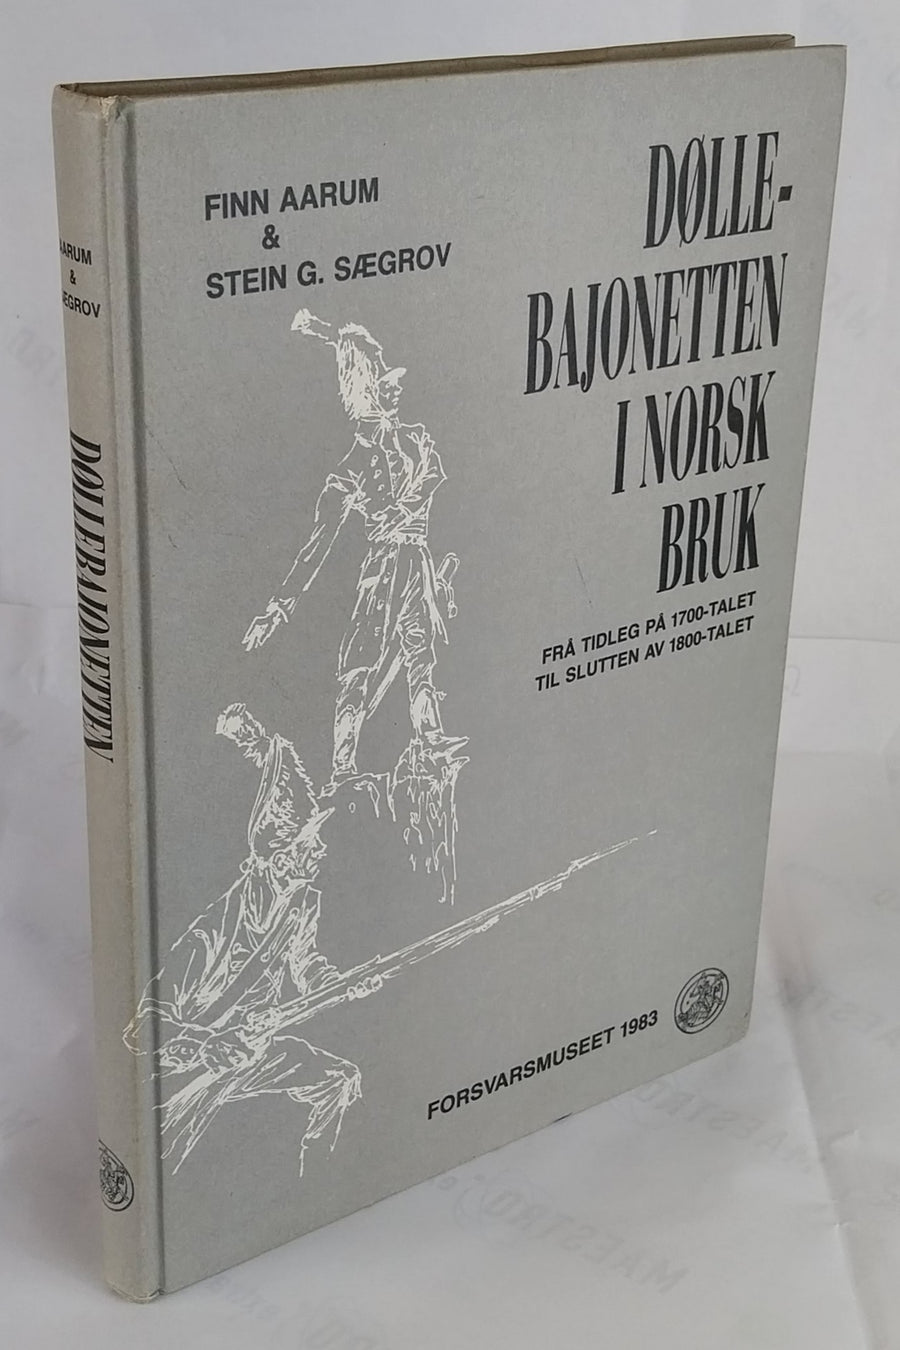 FINN AARUM
&
STEIN G. SÆGROV
DØLLE-
BAJONETTEN
I NORSK
BRUK
FRÅ TIDLEG PÅ 1700-TALET
TIL SLUTTEN AV 1800-TALET
FORSVARSMUSEET 1983
AARUM
&
SÆGROV
DØLLEBAJONETTEN
MAESTRO